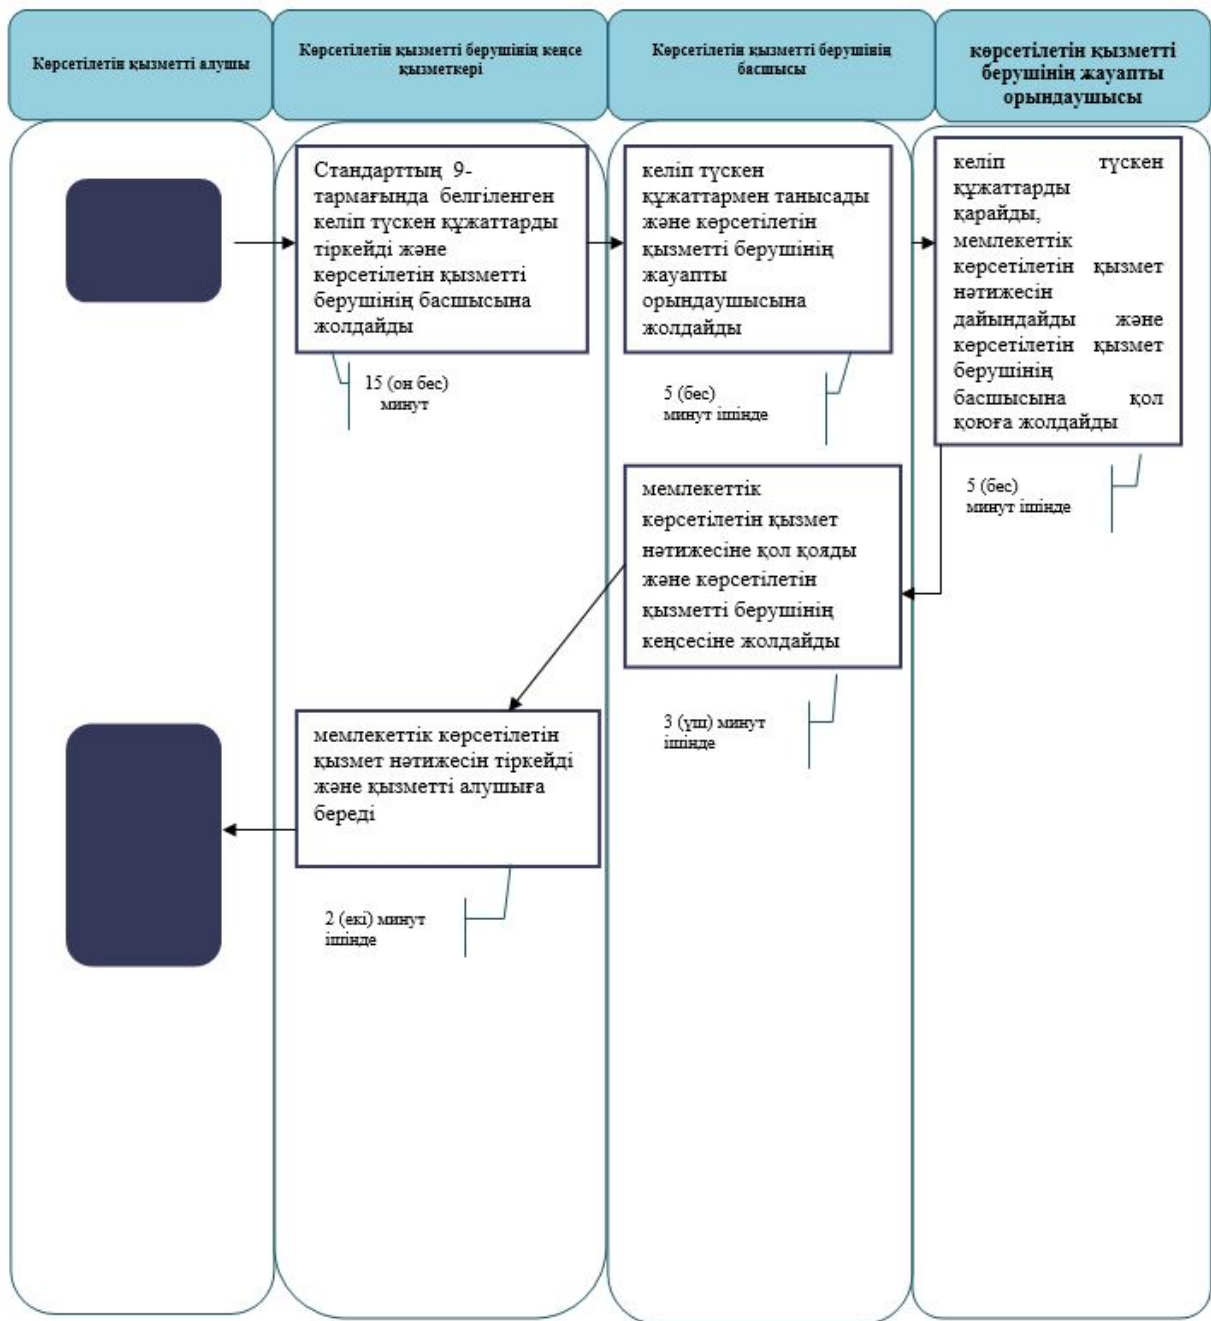 Көрсетілетін қызметті алушы
Көрсетілетін қызметті берушінің кеңсе
қызметкері
Көрсетілетін қызметті берушінің
басшысы
көрсетілетін қызметті
берушінің жауапты
орындаушысы
Стандарттың 9-
тармағында белгіленген
келіп түскен құжаттарды
тіркейді және
көрсетілетін қызметті
берушінің басшысына
жолдайды
15 (он бес)
минут
келіп түскен
құжаттармен танысады
және көрсетілетін
қызметті берушінің
жауапты
орындаушысына
жолдайды
5 (бес)
минут ішінде
келіп түскен
құжаттарды
қарайды,
мемлекеттік
көрсетілетін қызмет
нәтижесін
дайындайды және
көрсетілетін қызмет
берушінің
басшысына қол
қоюға жолдайды
5 (бес)
минут ішінде
мемлекеттік
көрсетілетін қызмет
нәтижесіне қол қояды
және көрсетілетін
қызметті берушінің
кеңсесіне жолдайды
3 (үш) минут
ішінде
мемлекеттік көрсетілетін
қызмет нәтижесін тіркейді
және қызметті алушыға
береді
2 (екі) минут
ішінде